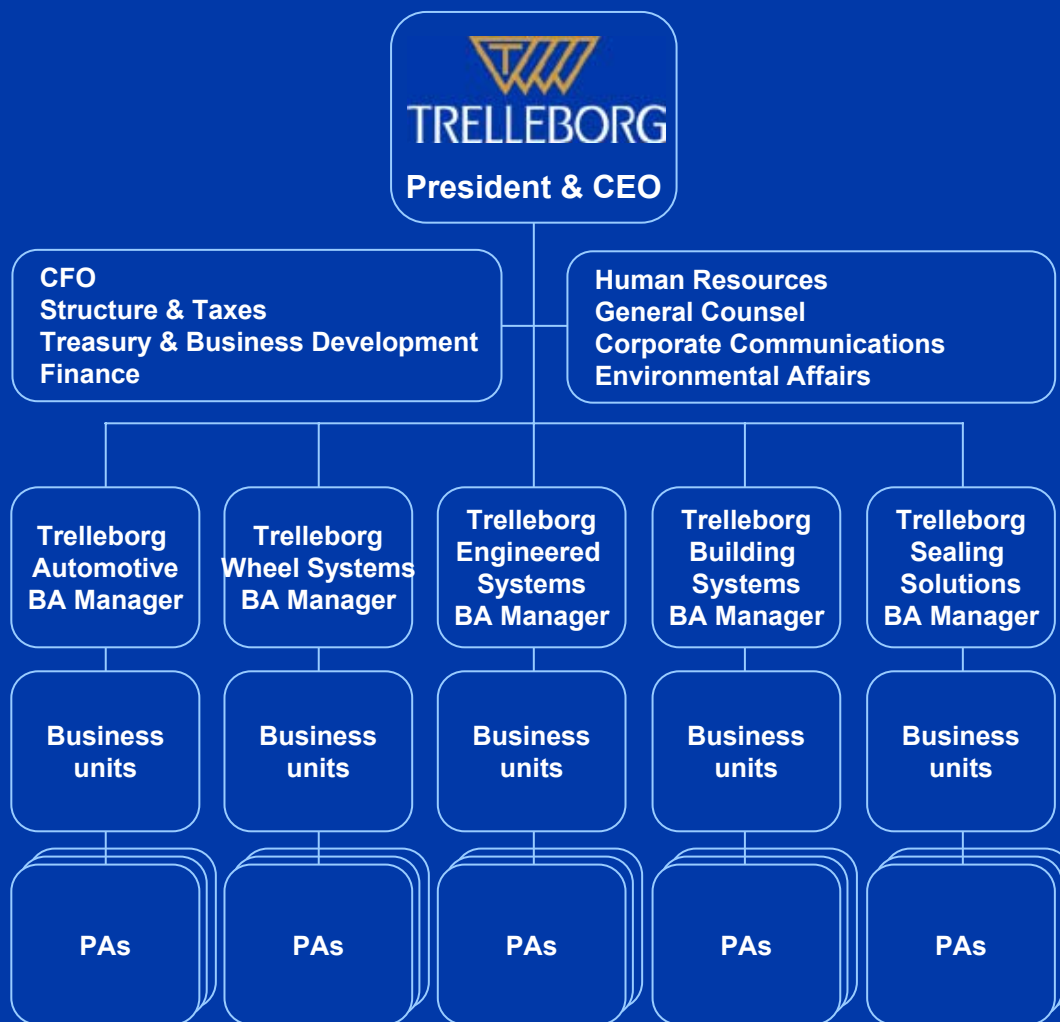 TRELLEBORG
President & CEO
CFO
Structure & Taxes
Treasury & Business Development
Finance
Human Resources
General Counsel
Corporate Communications
Environmental Affairs
Trelleborg
Automotive
BA Manager
Trelleborg
Wheel Systems
BA Manager
Trelleborg
Engineered
Systems
BA Manager
Trelleborg
Building
Systems
BA Manager
Trelleborg
Sealing
Solutions
BA Manager
Business
units
Business
units
Business
units
Business
units
Business
units
PAs
PAs
PAs
PAs
PAs